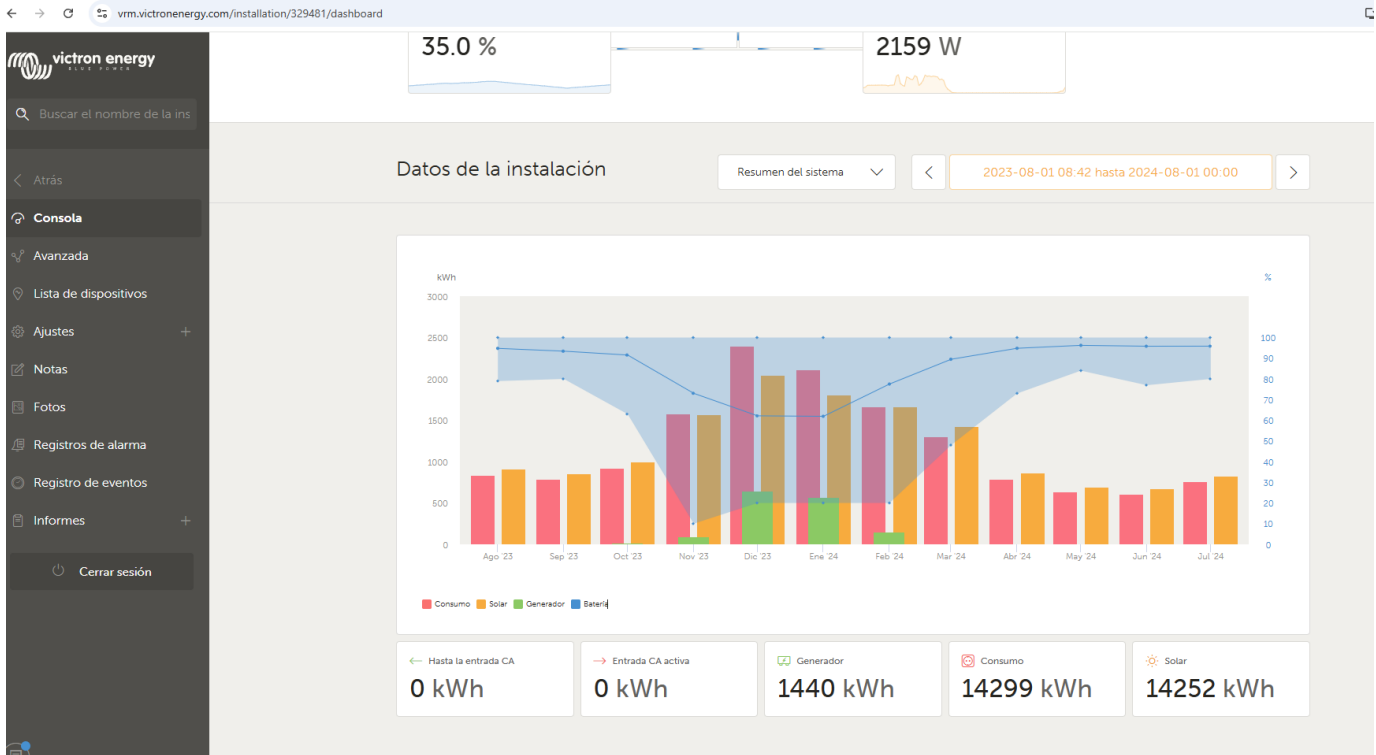 vrm.victronenergy.com/installation/329481/dashboard
victron energy
BLUE POWER
Buscar el nombre de la ins
Atrás
Consola
Avanzada
Lista de dispositivos
Ajustes
Notas
Fotos
Registros de alarma
Registro de eventos
Informes
Cerrar sesión
35.0 %
2159 W
Datos de la instalación
Resumen del sistema
2023-08-01 08:42 hasta 2024-08-01 00:00
kWh
%
3000
2500 100
90
2000 80
70
1500 60
50
1000 40
30
500 20
10
0 0
Ago '23 Sep '23 Oct '23 Nov '23 Dic '23 Ene '24 Feb '24 Mar '24 Abr '24 May '24 Jun '24 Jul '24
Consumo Solar Generador Batería
Hasta la entrada CA
0 kWh
Entrada CA activa
0 kWh
Generador
1440 kWh
Consumo
14299 kWh
Solar
14252 kWh